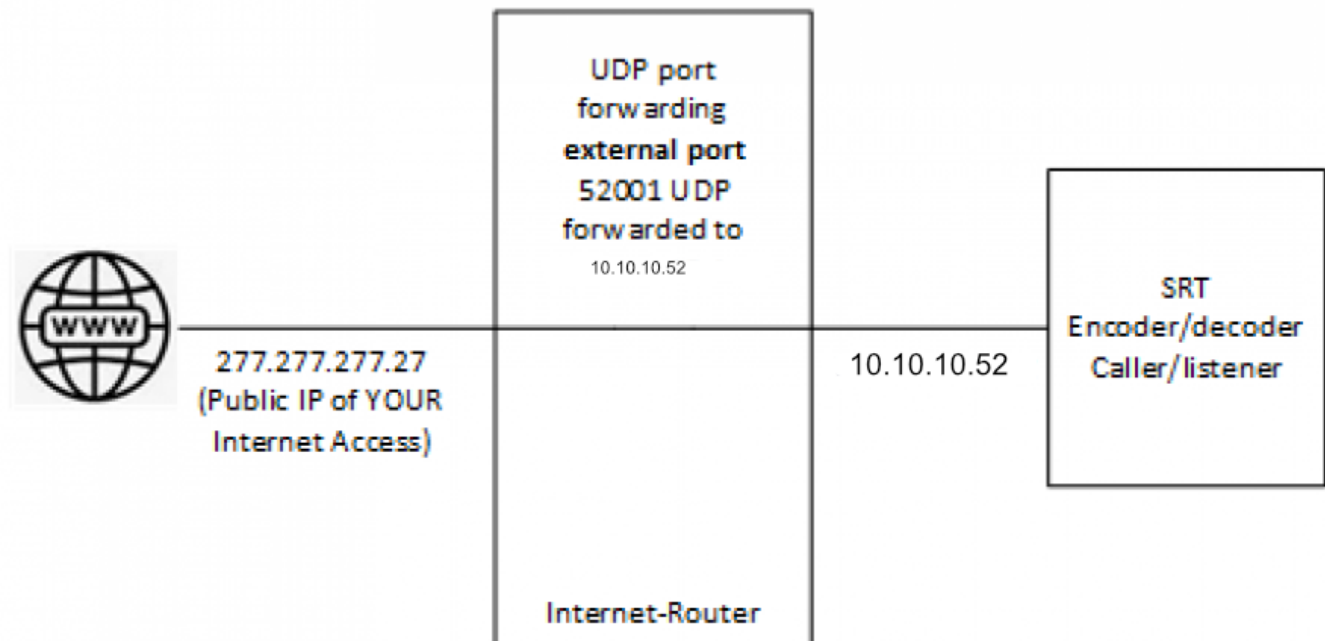 UDP port
forwarding
external port
52001 UDP
forwarded to
10.10.10.52
WWW
277.277.277.27
(Public IP of YOUR
Internet Access)
10.10.10.52
SRT
Encoder/decoder
Caller/listener
Internet-Router